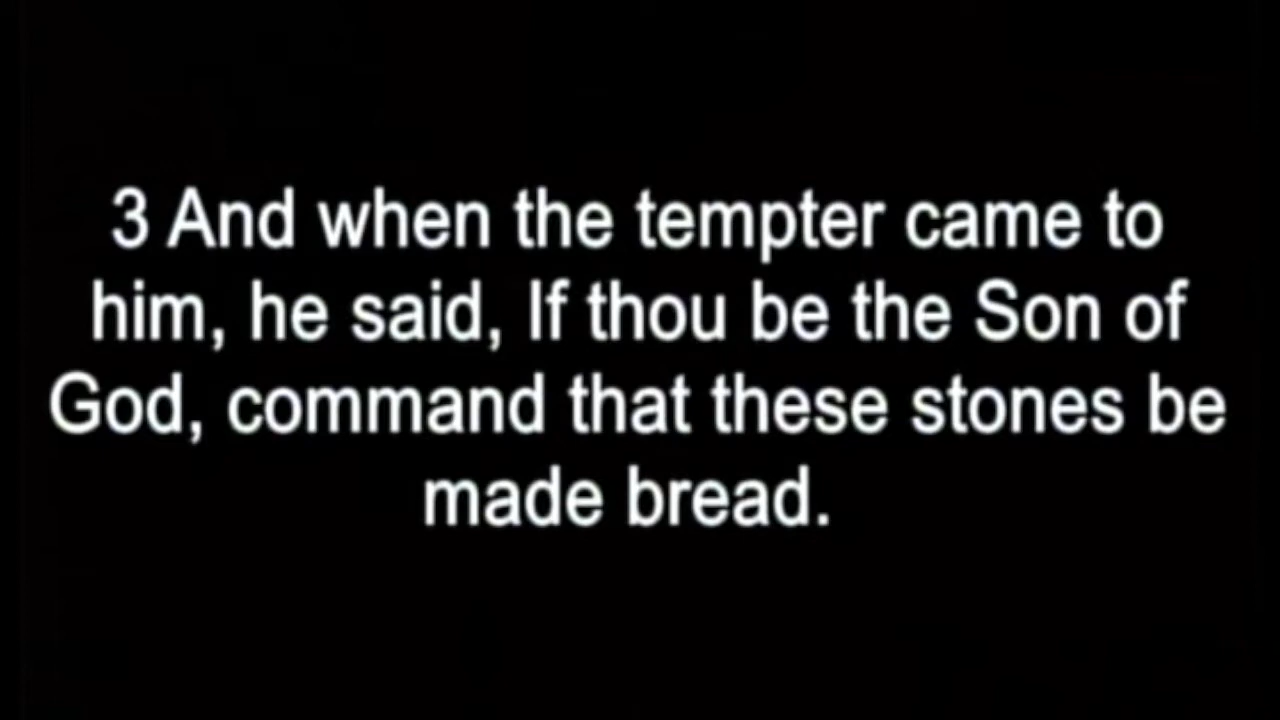 3 And when the tempter came to
him, he said, If thou be the Son of
God, command that these stones be
made bread.